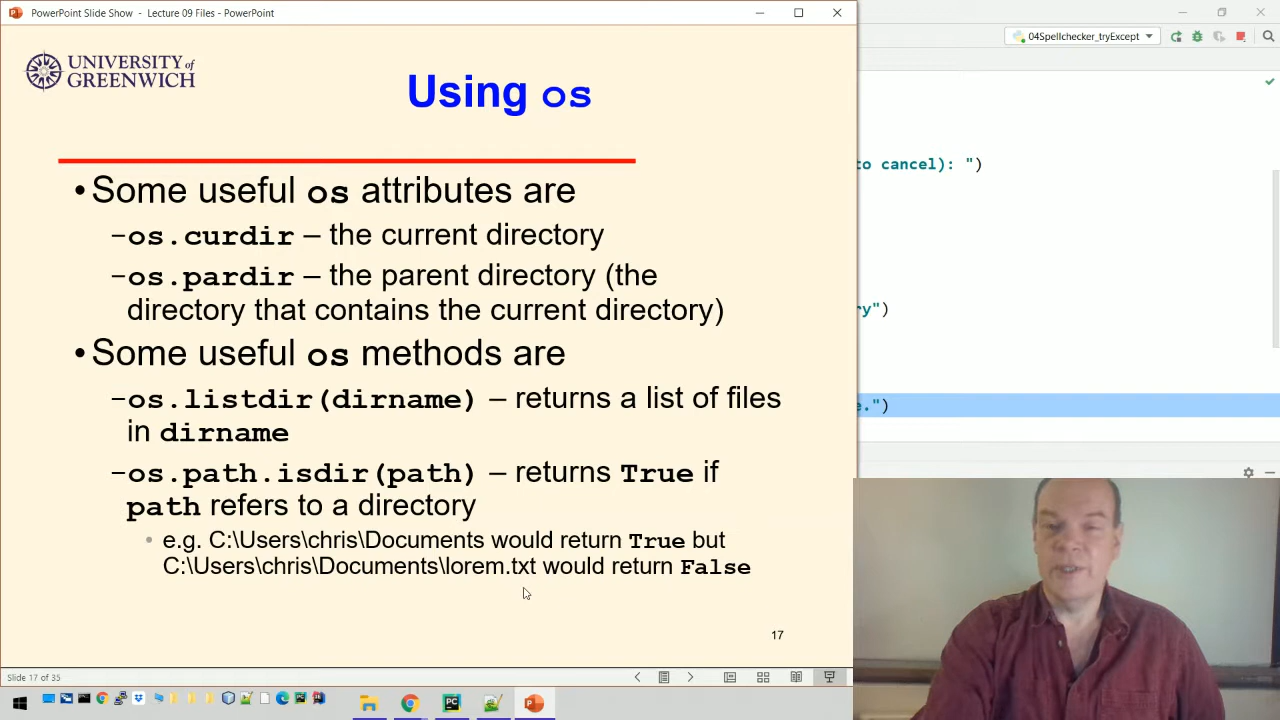 PowerPoint Slide Show - Lecture 09 Files - PowerPoint
04Spellchecker_tryExcept
UNIVERSITY of
GREENWICH
Using os
to cancel): ")
•Some useful os attributes are
–os.curdir – the current directory
–os.pardir – the parent directory (the
directory that contains the current directory)
ry")
•Some useful os methods are
–os.listdir(dirname) – returns a list of files
in dirname
e.")
–os.path.isdir(path) – returns True if
path refers to a directory
• e.g. C:\Users\chris\Documents would return True but
C:\Users\chris\Documents\lorem.txt would return False
17
Slide 17 of 35